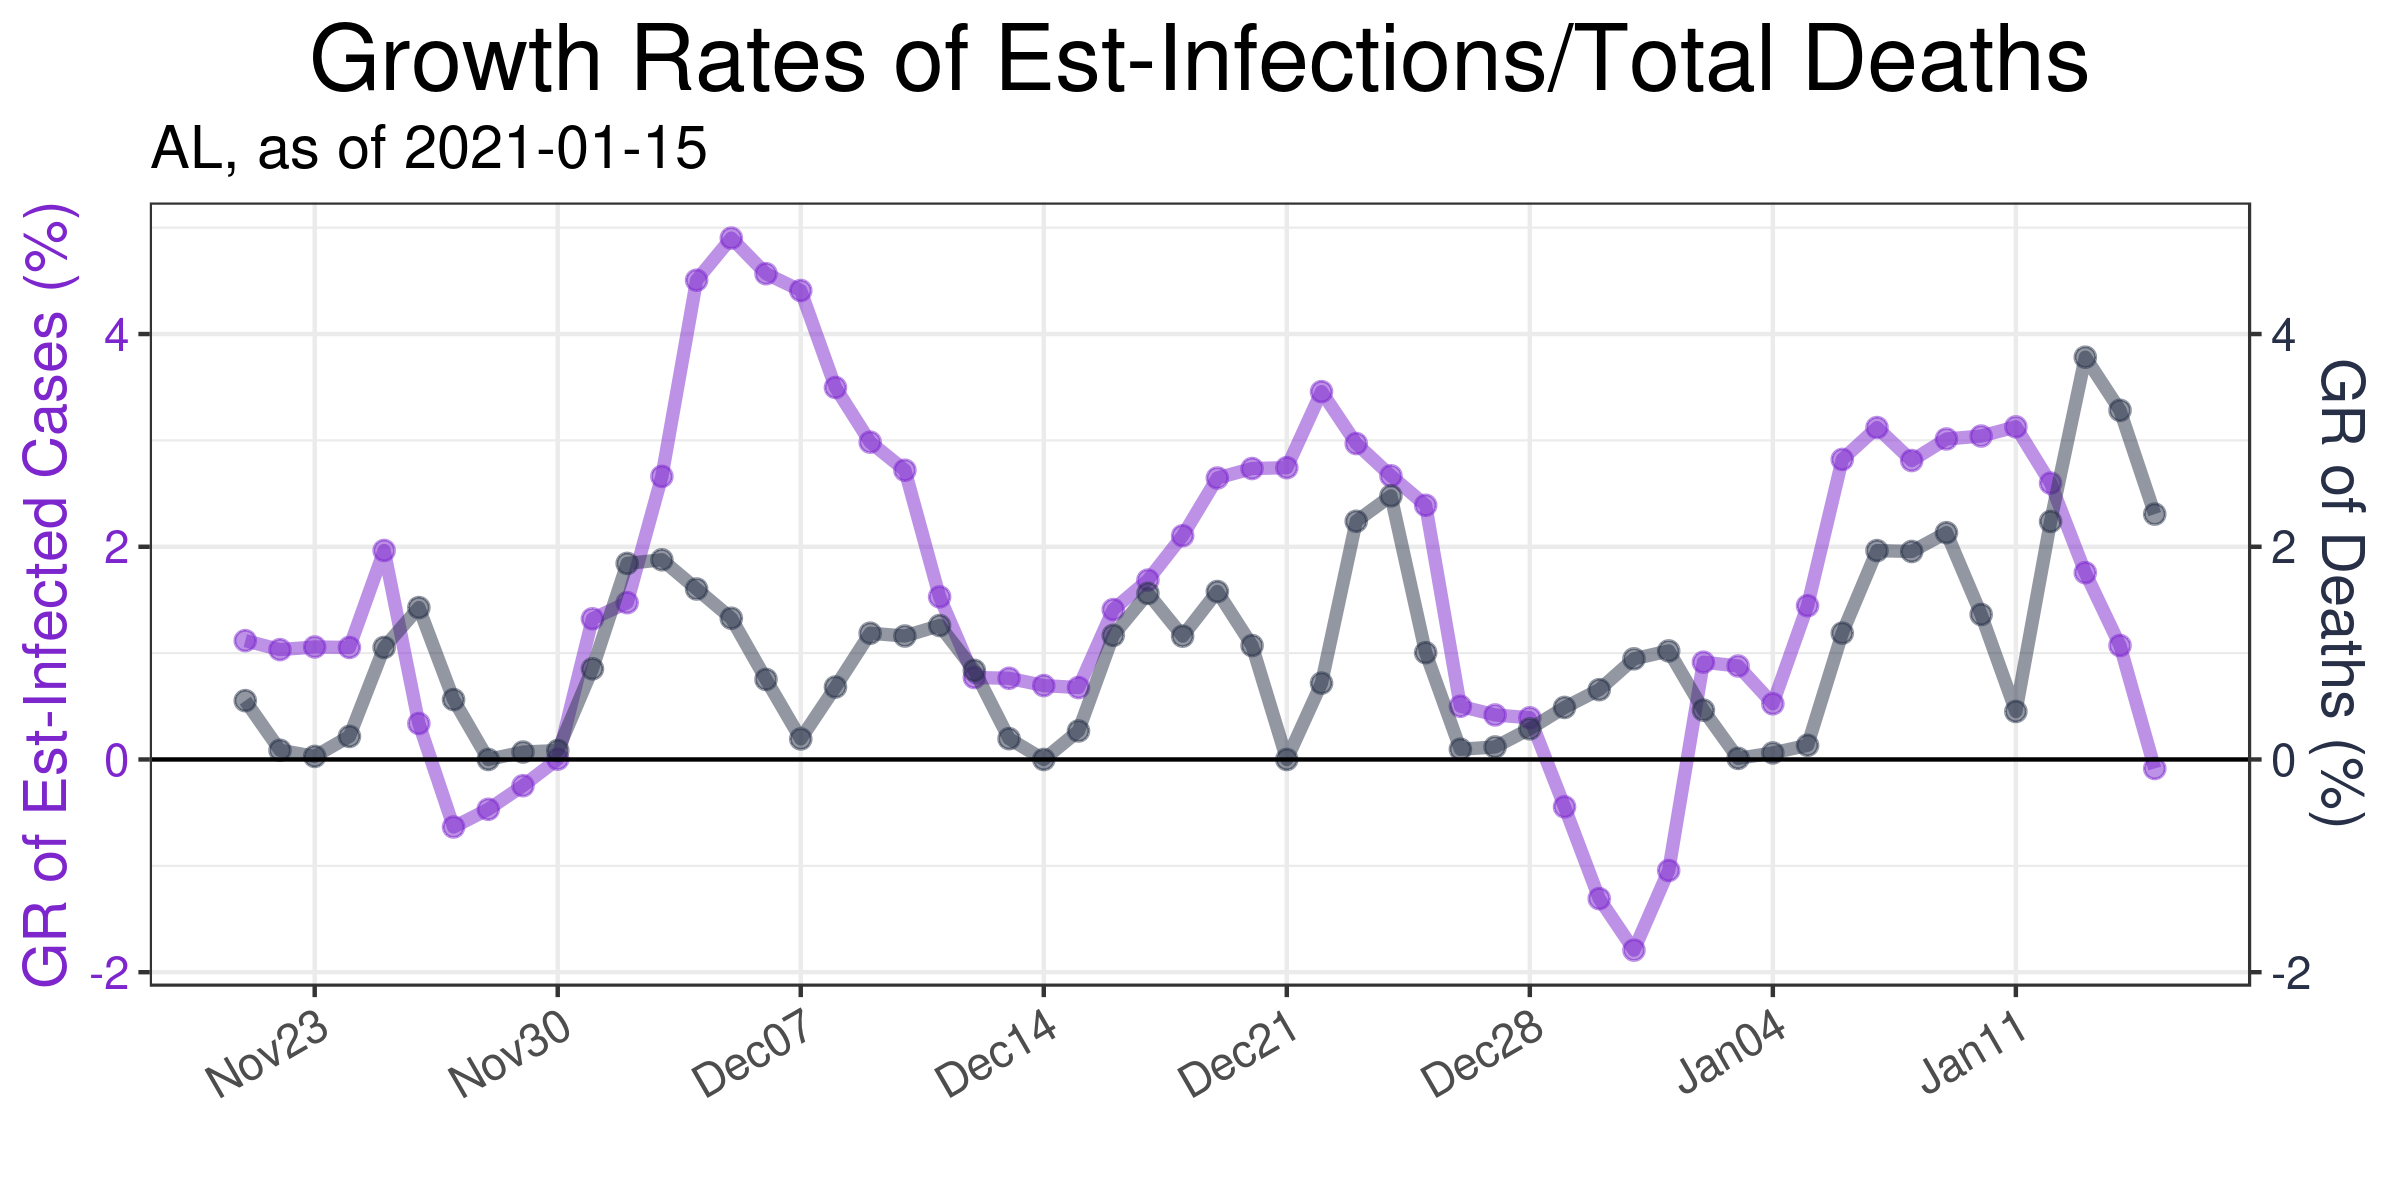 Growth Rates of Est-Infections/Total Deaths
AL, as of 2021-01-15
GR of Est-Infected Cases (%)
4
2
0
-2
4
2
0
-2
GR of Deaths (%)
Nov23
Nov30
Dec07
Dec14
Dec21
Dec28
Jan04
Jan11